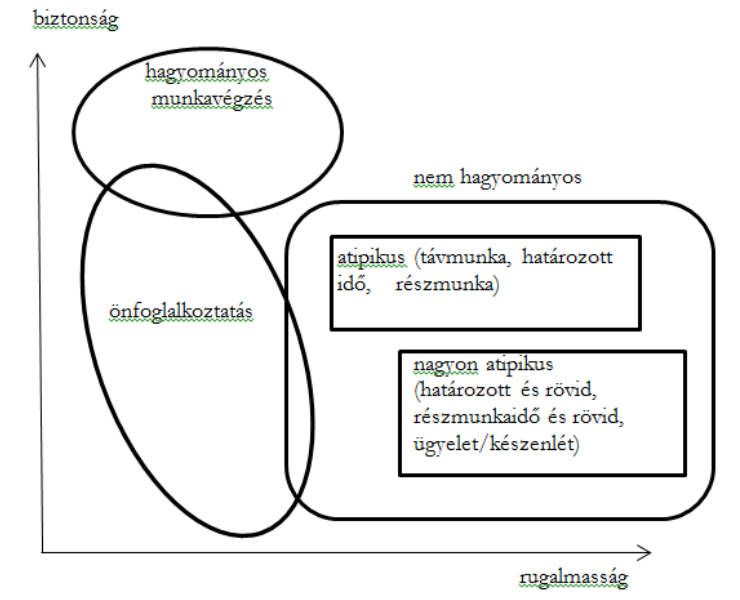 biztonság
hagyományos
munkavégzés
nem hagyományos
atipikus (távmunka, határozott
idő, részmunka)
önfoglalkoztatás
nagyon atipikus
(határozott és rövid,
részmunkaidő és rövid,
ügyelet/készenlét)
rugalmasság